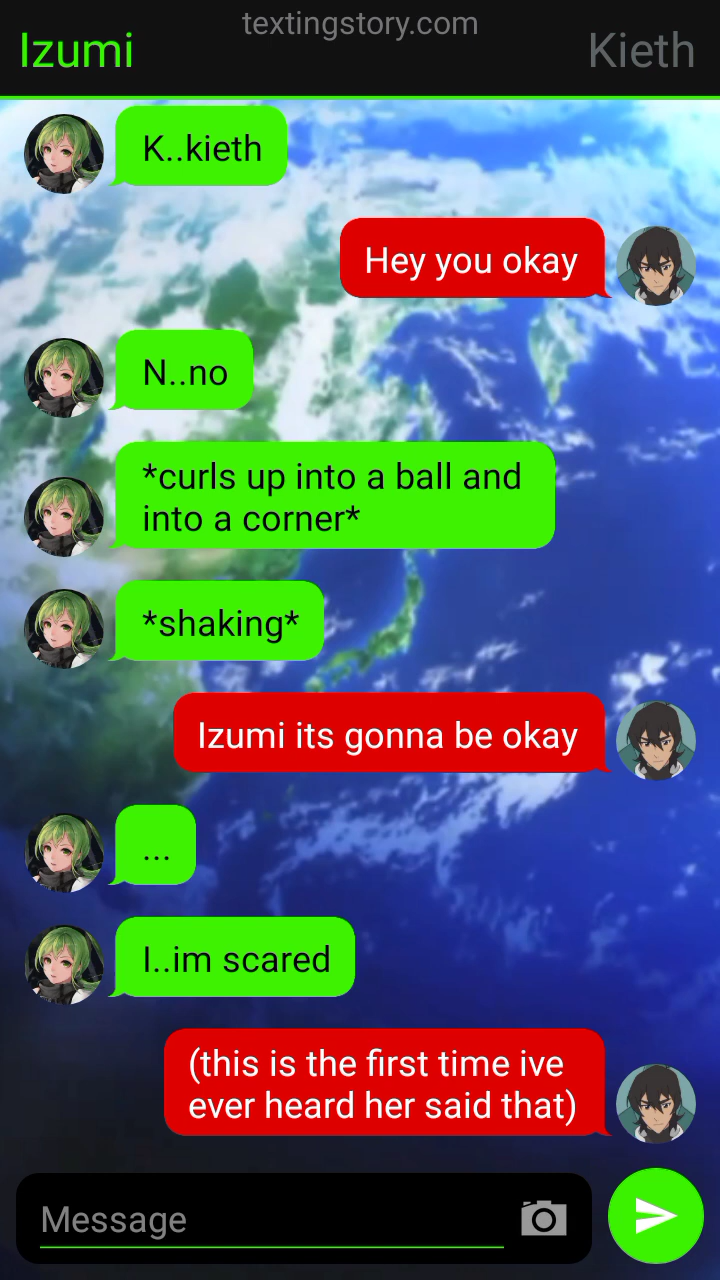 textingstory.com
Izumi
Kieth
K..kieth
Hey you okay
N..no
*curls up into a ball and
into a corner*
*shaking*
Izumi its gonna be okay
...
I..im scared
(this is the first time ive
ever heard her said that)
Message